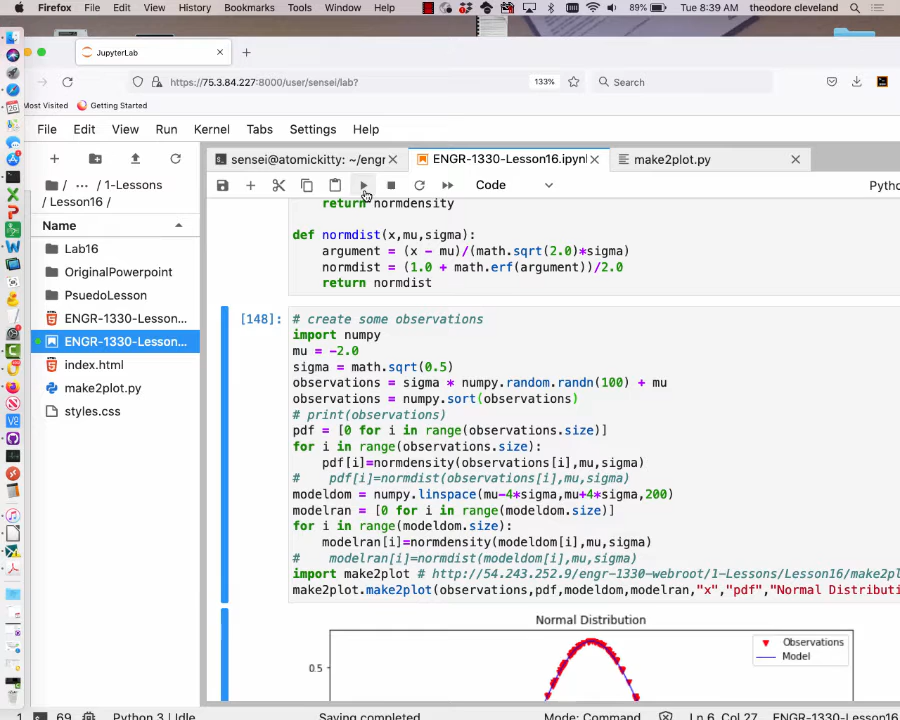 Firefox File Edit View History Bookmarks Tools Window Help 89% Tue 8:39 AM theodore cleveland
JupyterLab
https://75.3.84.227:8000/user/sensei/lab? 133% Search
Most Visited Getting Started
File Edit View Run Kernel Tabs Settings Help
sensei@atomickitty: ~/engr ENGR-1330-Lesson16.ipynl make2plot.py
/ ... 1-Lessons
/ Lesson16 /
Code Pytho
Name
Lab16
OriginalPowerpoint
PsuedoLesson
ENGR-1330-Lesson...
ENGR-1330-Lesson...
index.html
make2plot.py
styles.css
return normdensity
def normdist(x,mu,sigma):
argument = (x - mu)/(math.sqrt(2.0)*sigma)
normdist = (1.0 + math.erf(argument))/2.0
return normdist
[148]: # create some observations
import numpy
mu = -2.0
sigma = math.sqrt(0.5)
observations = sigma * numpy.random.randn(100) + mu
observations = numpy.sort(observations)
# print(observations)
pdf = [0 for i in range(observations.size)]
for i in range(observations.size):
pdf[i]=normdensity(observations[i],mu,sigma)
# pdf[i]=normdist(observations[i],mu,sigma)
modeldom = numpy.linspace(mu-4*sigma,mu+4*sigma,200)
modelran = [0 for i in range(modeldom.size)]
for i in range(modeldom.size):
modelran[i]=normdensity(modeldom[i],mu,sigma)
# modelran[i]=normdist(modeldom[i],mu,sigma)
import make2plot # http://54.243.252.9/engr-1330-webroot/1-Lessons/Lesson16/make2pl
make2plot.make2plot(observations,pdf,modeldom,modelran,"x","pdf","Normal Distributi
Normal Distribution
Observations
Model
0.5
1 69 Python 3 | Idle Saving completed Mode: Command Ln 6, Col 27 ENGR-1330-Lesson16